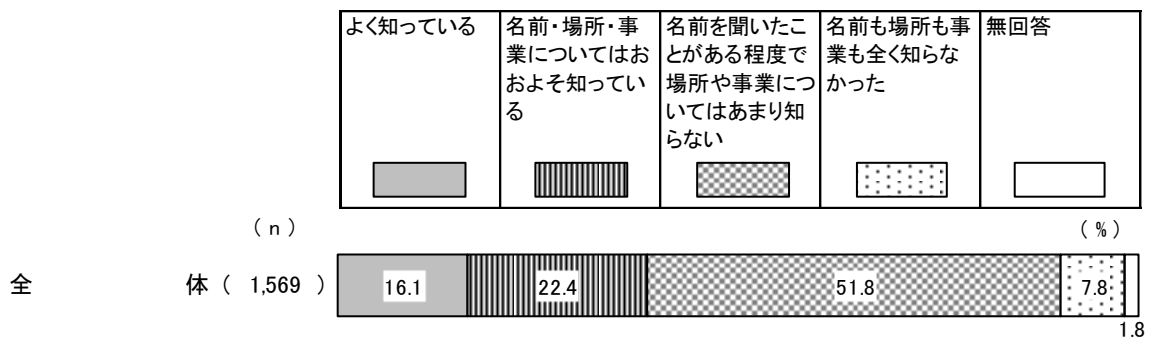 よく知っている
名前・場所・事
業についてはお
およそ知ってい
る
名前を聞いたこ
とがある程度で
場所や事業につ
いてはあまり知
らない
名前も場所も事
業も全く知らな
かった
無回答
（ｎ）
（％）
全体（ 1,569 ）
16.1
22.4
51.8
7.8
1.8